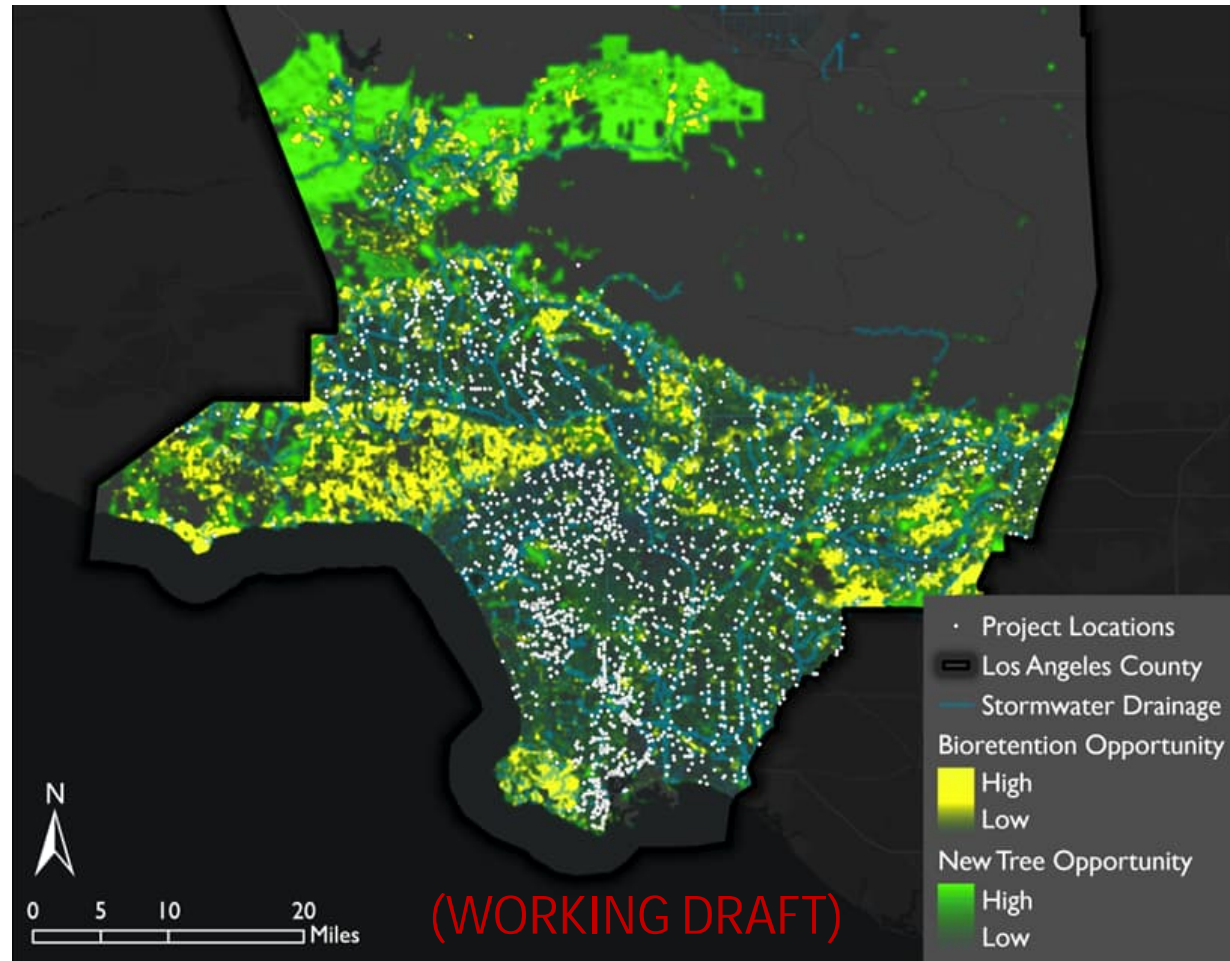 · Project Locations
Los Angeles County
Stormwater Drainage
Bioretention Opportunity
High
Low
New Tree Opportunity
High
Low
N
0 5 10 20
Miles
(WORKING DRAFT)